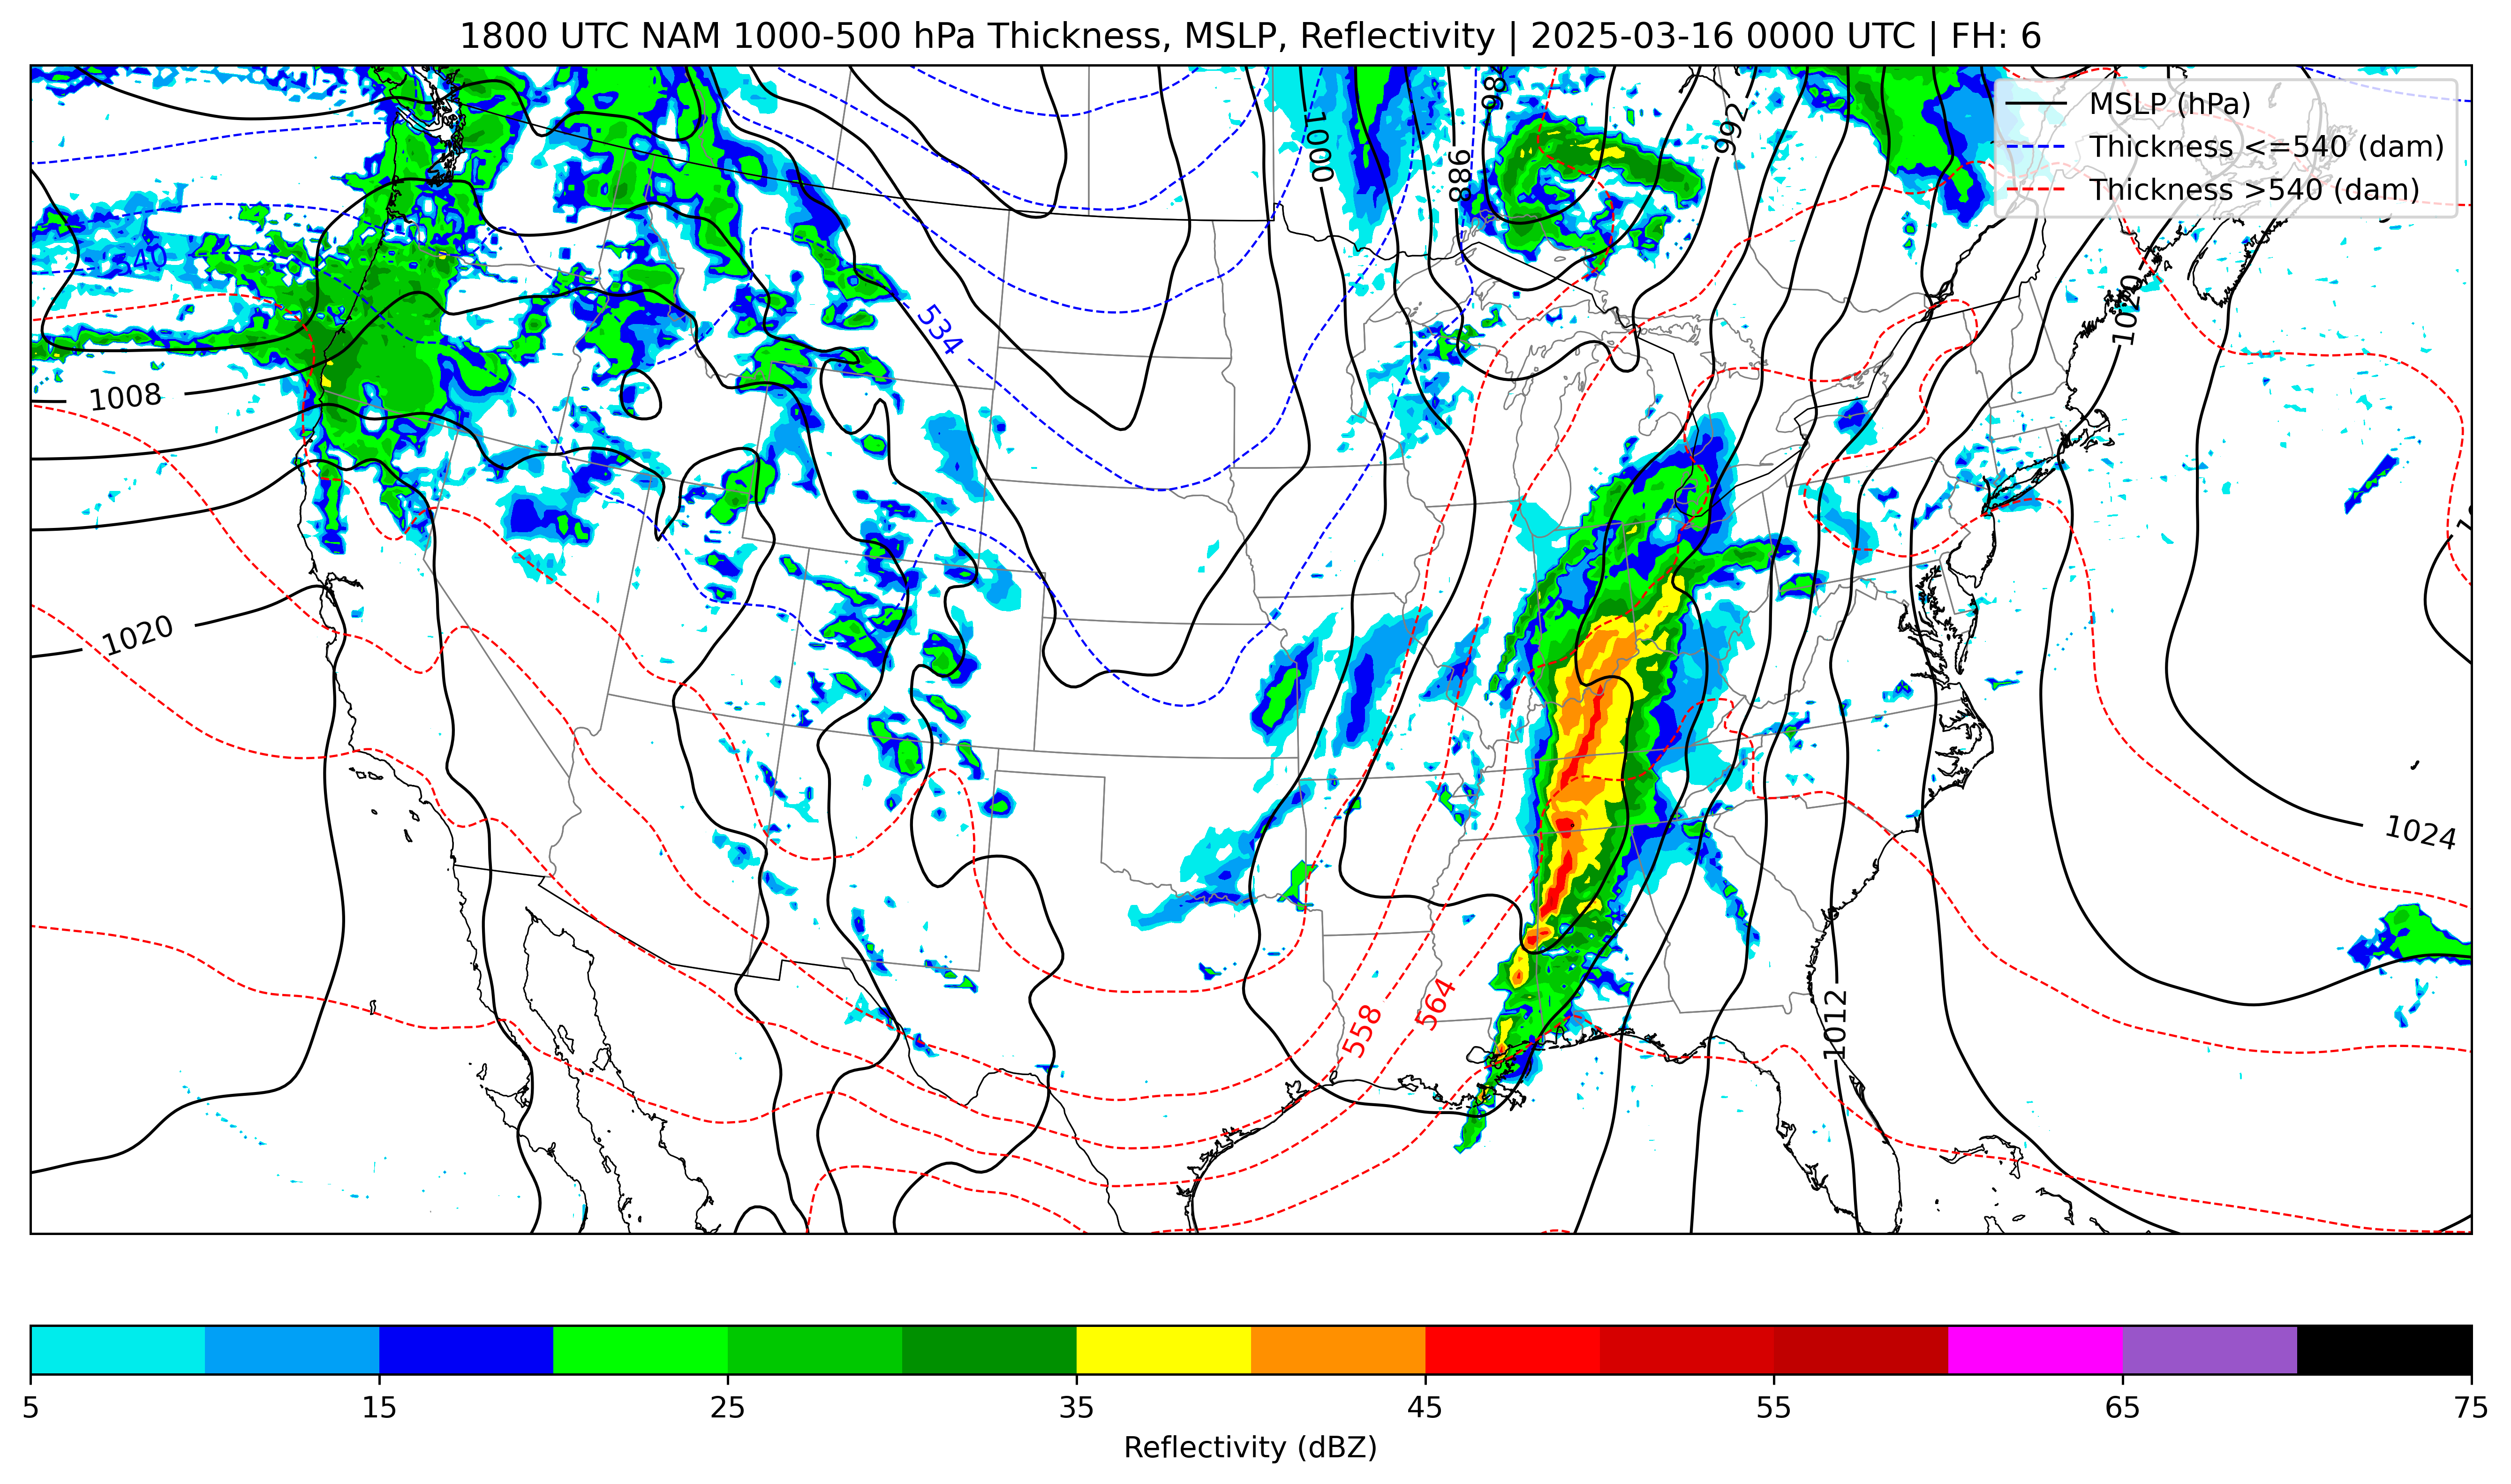 1800 UTC NAM 1000-500 hPa Thickness, MSLP, Reflectivity | 2025-03-16 0000 UTC | FH: 6
MSLP (hPa)
Thickness <=540 (dam)
Thickness >540 (dam)
992
1000
988
540
1020
534
1008
1020
1024
558
564
1012
5 15 25 35 45 55 65 75
Reflectivity (dBZ)